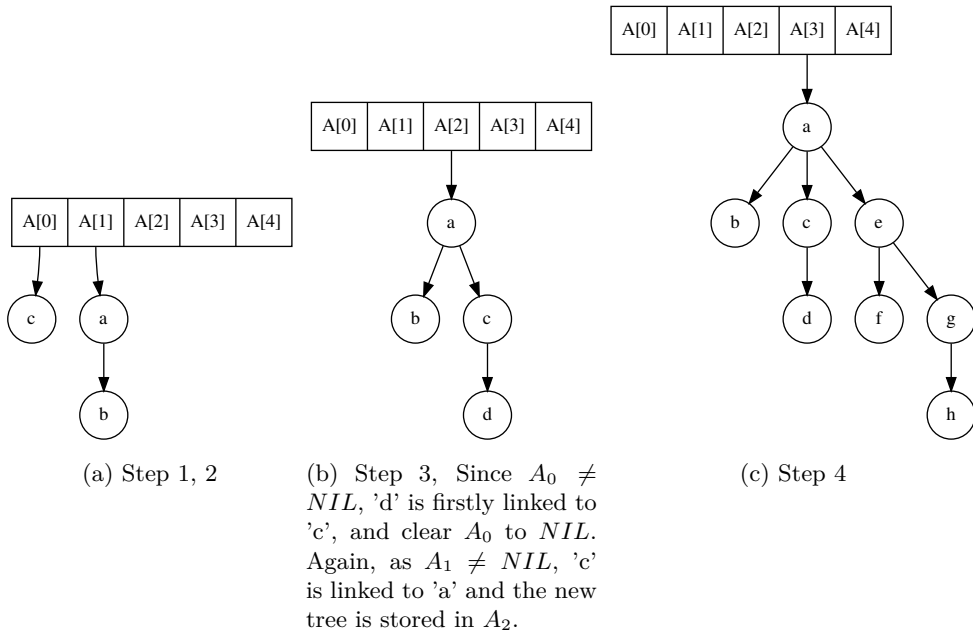 A[0] A[1] A[2] A[3] A[4]
c a
b
(a) Step 1, 2
A[0] A[1] A[2] A[3] A[4]
a
b c
d
(b) Step 3, Since A₀ ≠
NIL, 'd' is firstly linked to
'c', and clear A₀ to NIL.
Again, as A₁ ≠ NIL, 'c'
is linked to 'a' and the new
tree is stored in A₂.
A[0] A[1] A[2] A[3] A[4]
a
b c e
d f g
h
(c) Step 4